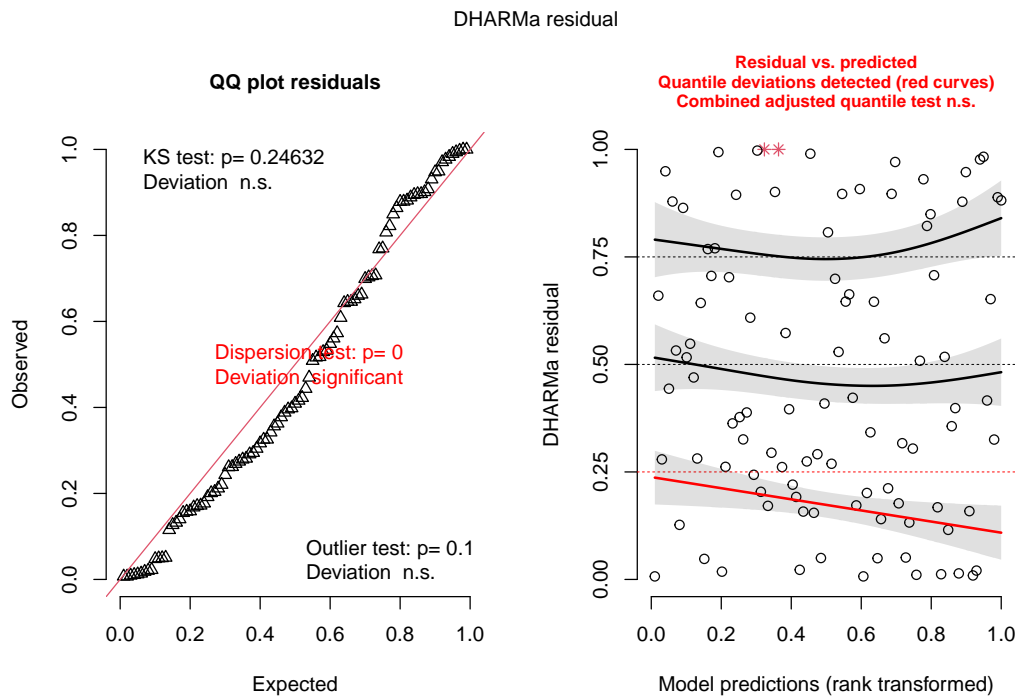 DHARMa residual
QQ plot residuals
KS test: p= 0.24632
Deviation n.s.
Dispersion test: p= 0
Deviation significant
Outlier test: p= 0.1
Deviation n.s.
Observed
0.0
0.2
0.4
0.6
0.8
1.0
0.0 0.2 0.4 0.6 0.8 1.0
Expected
Residual vs. predicted
Quantile deviations detected (red curves)
Combined adjusted quantile test n.s.
DHARMa residual
0.00
0.25
0.50
0.75
1.00
0.0 0.2 0.4 0.6 0.8 1.0
Model predictions (rank transformed)